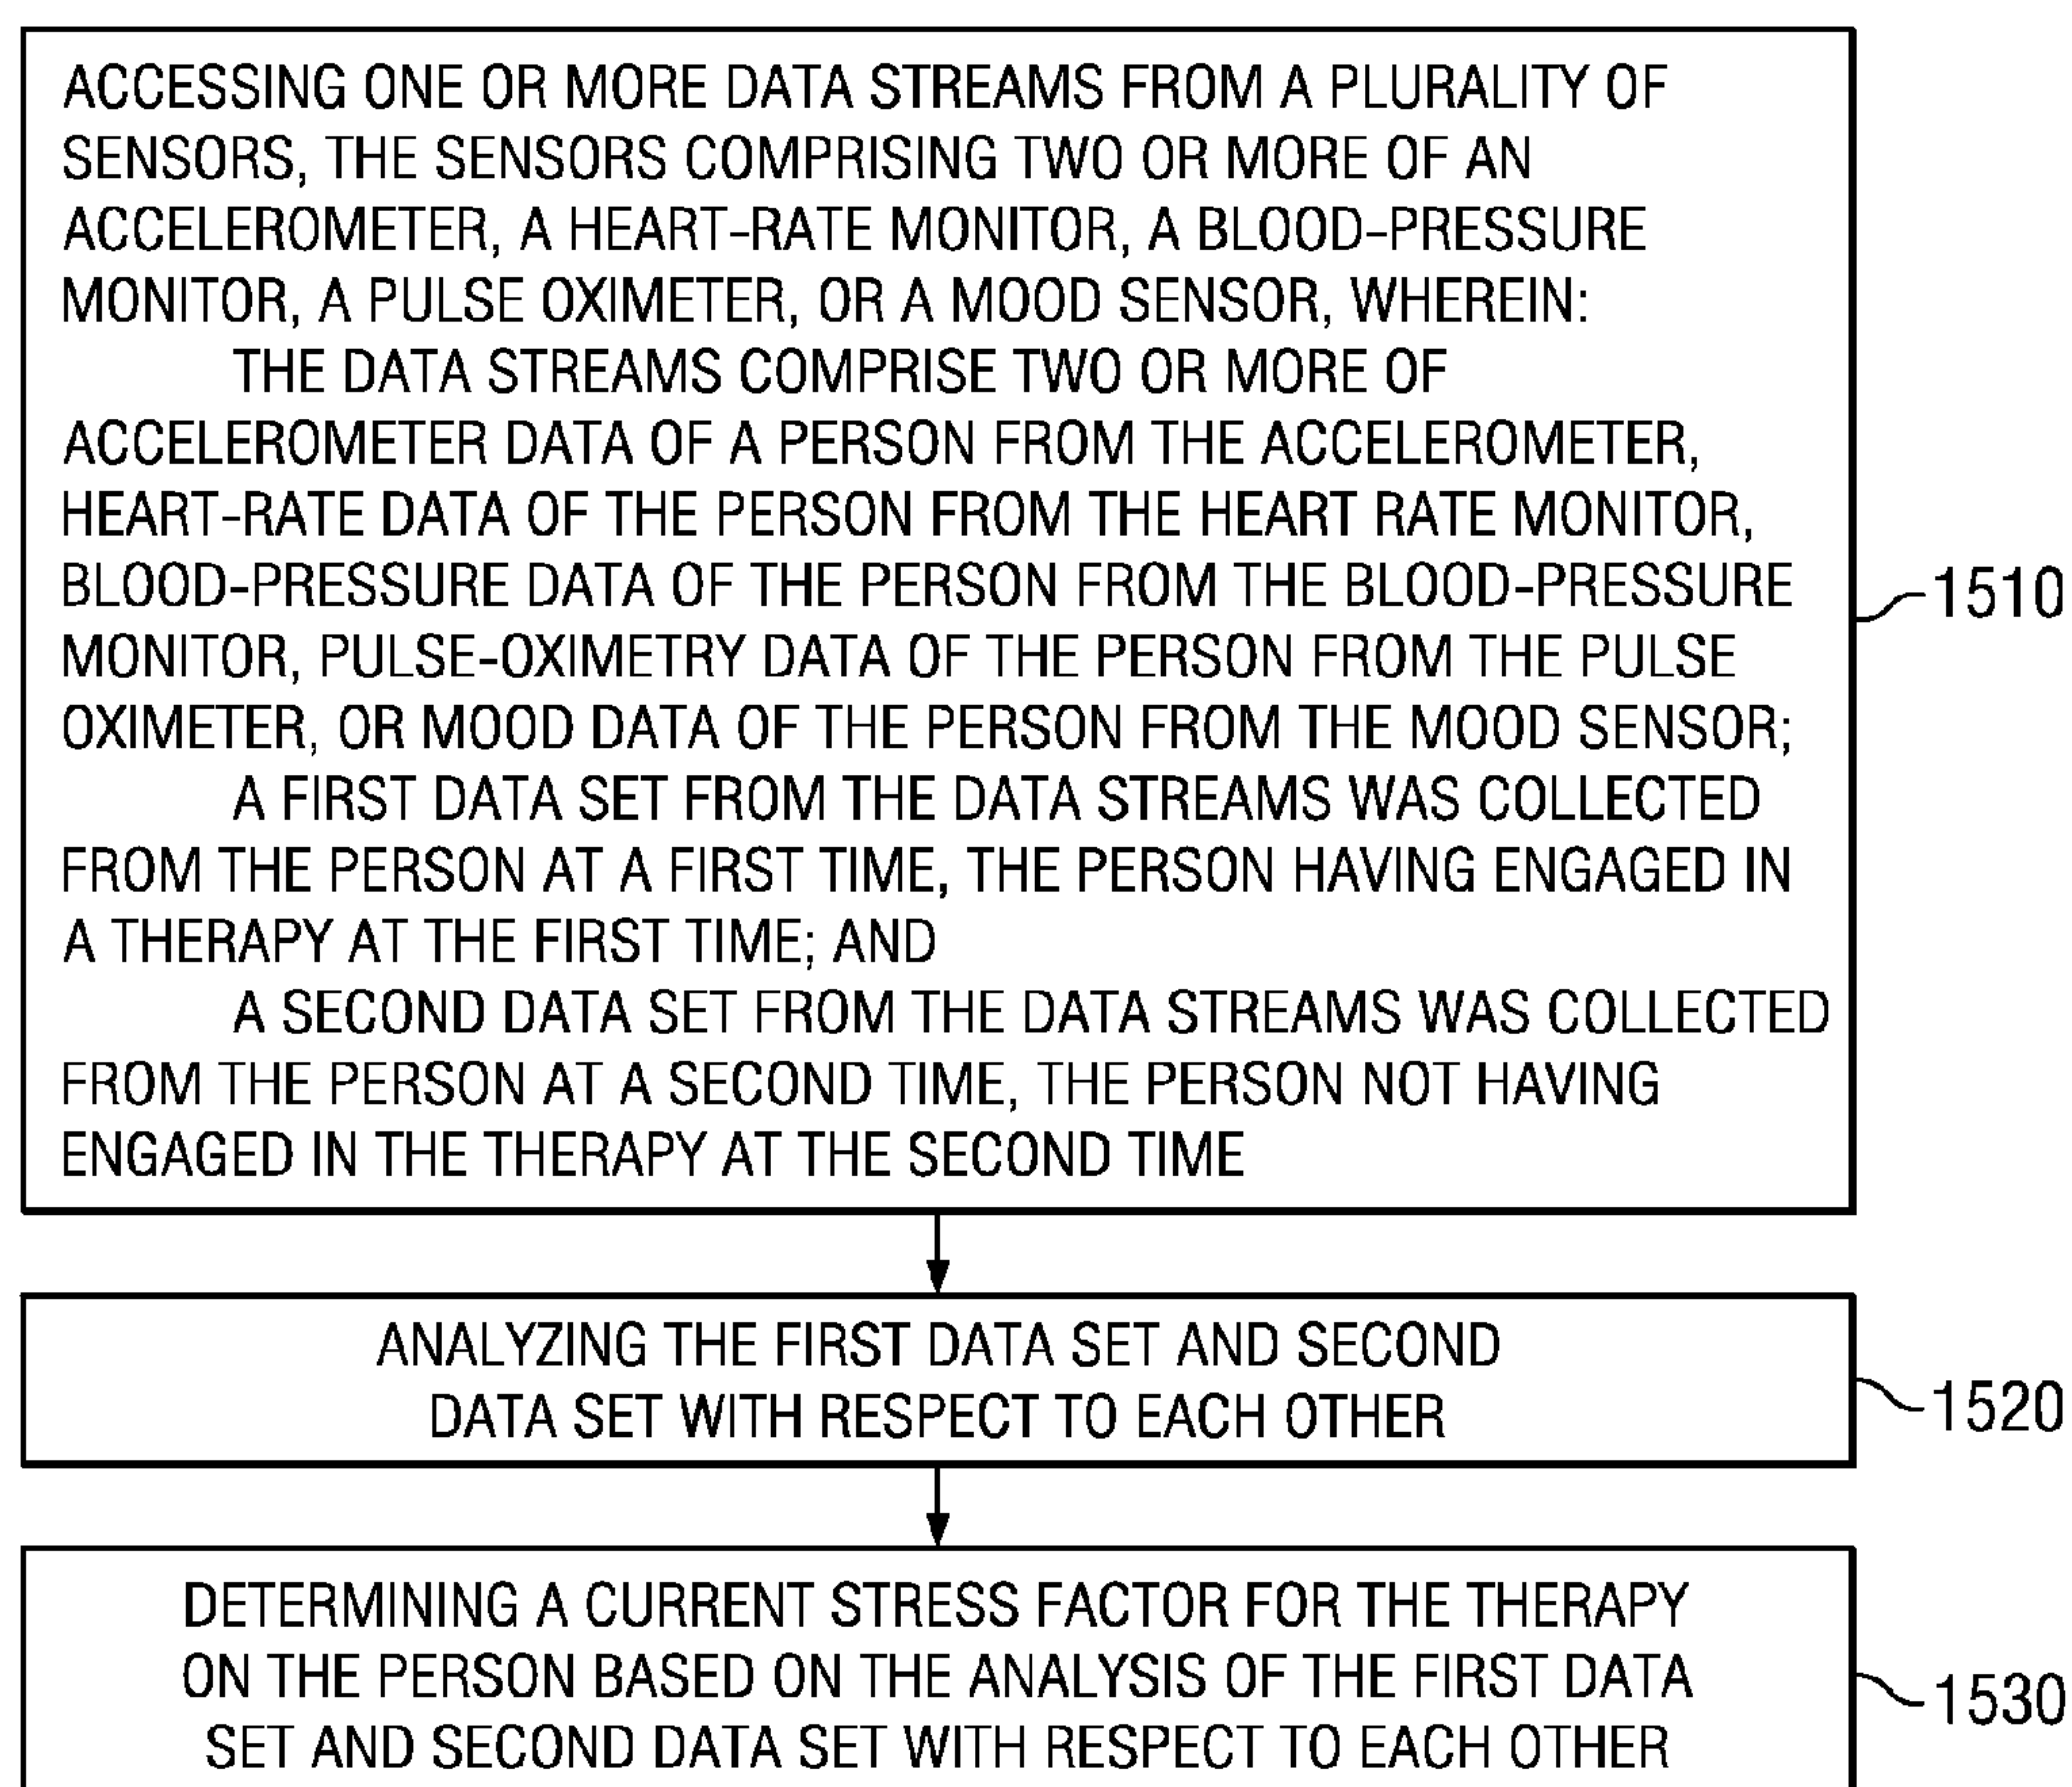 ACCESSING ONE OR MORE DATA STREAMS FROM A PLURALITY OF
SENSORS, THE SENSORS COMPRISING TWO OR MORE OF AN
ACCELEROMETER, A HEART-RATE MONITOR, A BLOOD-PRESSURE
MONITOR, A PULSE OXIMETER, OR A MOOD SENSOR, WHEREIN:
THE DATA STREAMS COMPRISE TWO OR MORE OF
ACCELEROMETER DATA OF A PERSON FROM THE ACCELEROMETER,
HEART-RATE DATA OF THE PERSON FROM THE HEART RATE MONITOR,
BLOOD-PRESSURE DATA OF THE PERSON FROM THE BLOOD-PRESSURE
MONITOR, PULSE-OXIMETRY DATA OF THE PERSON FROM THE PULSE
OXIMETER, OR MOOD DATA OF THE PERSON FROM THE MOOD SENSOR;
A FIRST DATA SET FROM THE DATA STREAMS WAS COLLECTED
FROM THE PERSON AT A FIRST TIME, THE PERSON HAVING ENGAGED IN
A THERAPY AT THE FIRST TIME; AND
A SECOND DATA SET FROM THE DATA STREAMS WAS COLLECTED
FROM THE PERSON AT A SECOND TIME, THE PERSON NOT HAVING
ENGAGED IN THE THERAPY AT THE SECOND TIME
1510
ANALYZING THE FIRST DATA SET AND SECOND
DATA SET WITH RESPECT TO EACH OTHER
1520
DETERMINING A CURRENT STRESS FACTOR FOR THE THERAPY
ON THE PERSON BASED ON THE ANALYSIS OF THE FIRST DATA
SET AND SECOND DATA SET WITH RESPECT TO EACH OTHER
1530